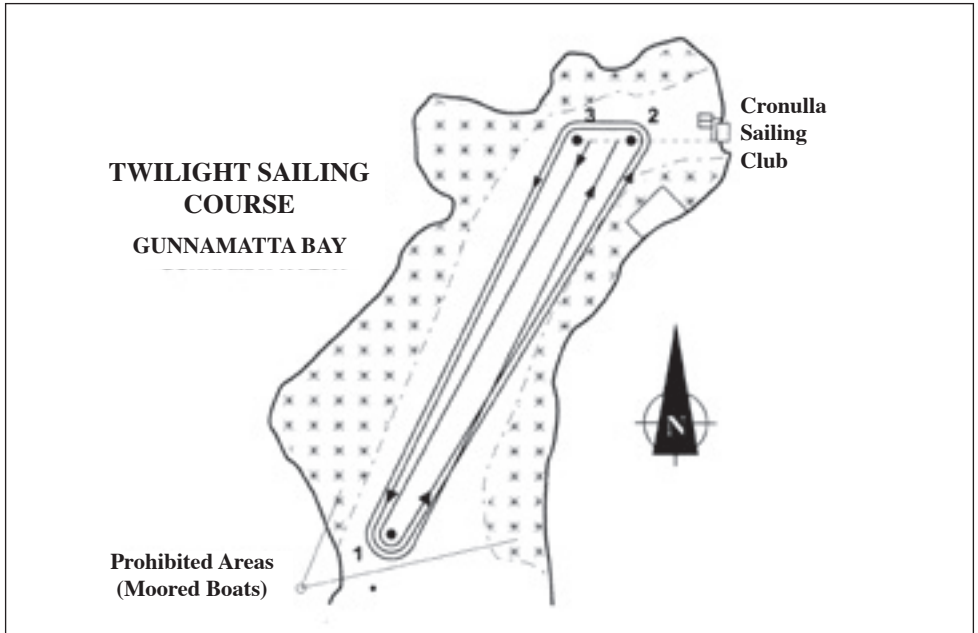 3
2
Cronulla
Sailing
Club
TWILIGHT SAILING
COURSE
GUNNAMATTA BAY
N
1
Prohibited Areas
(Moored Boats)